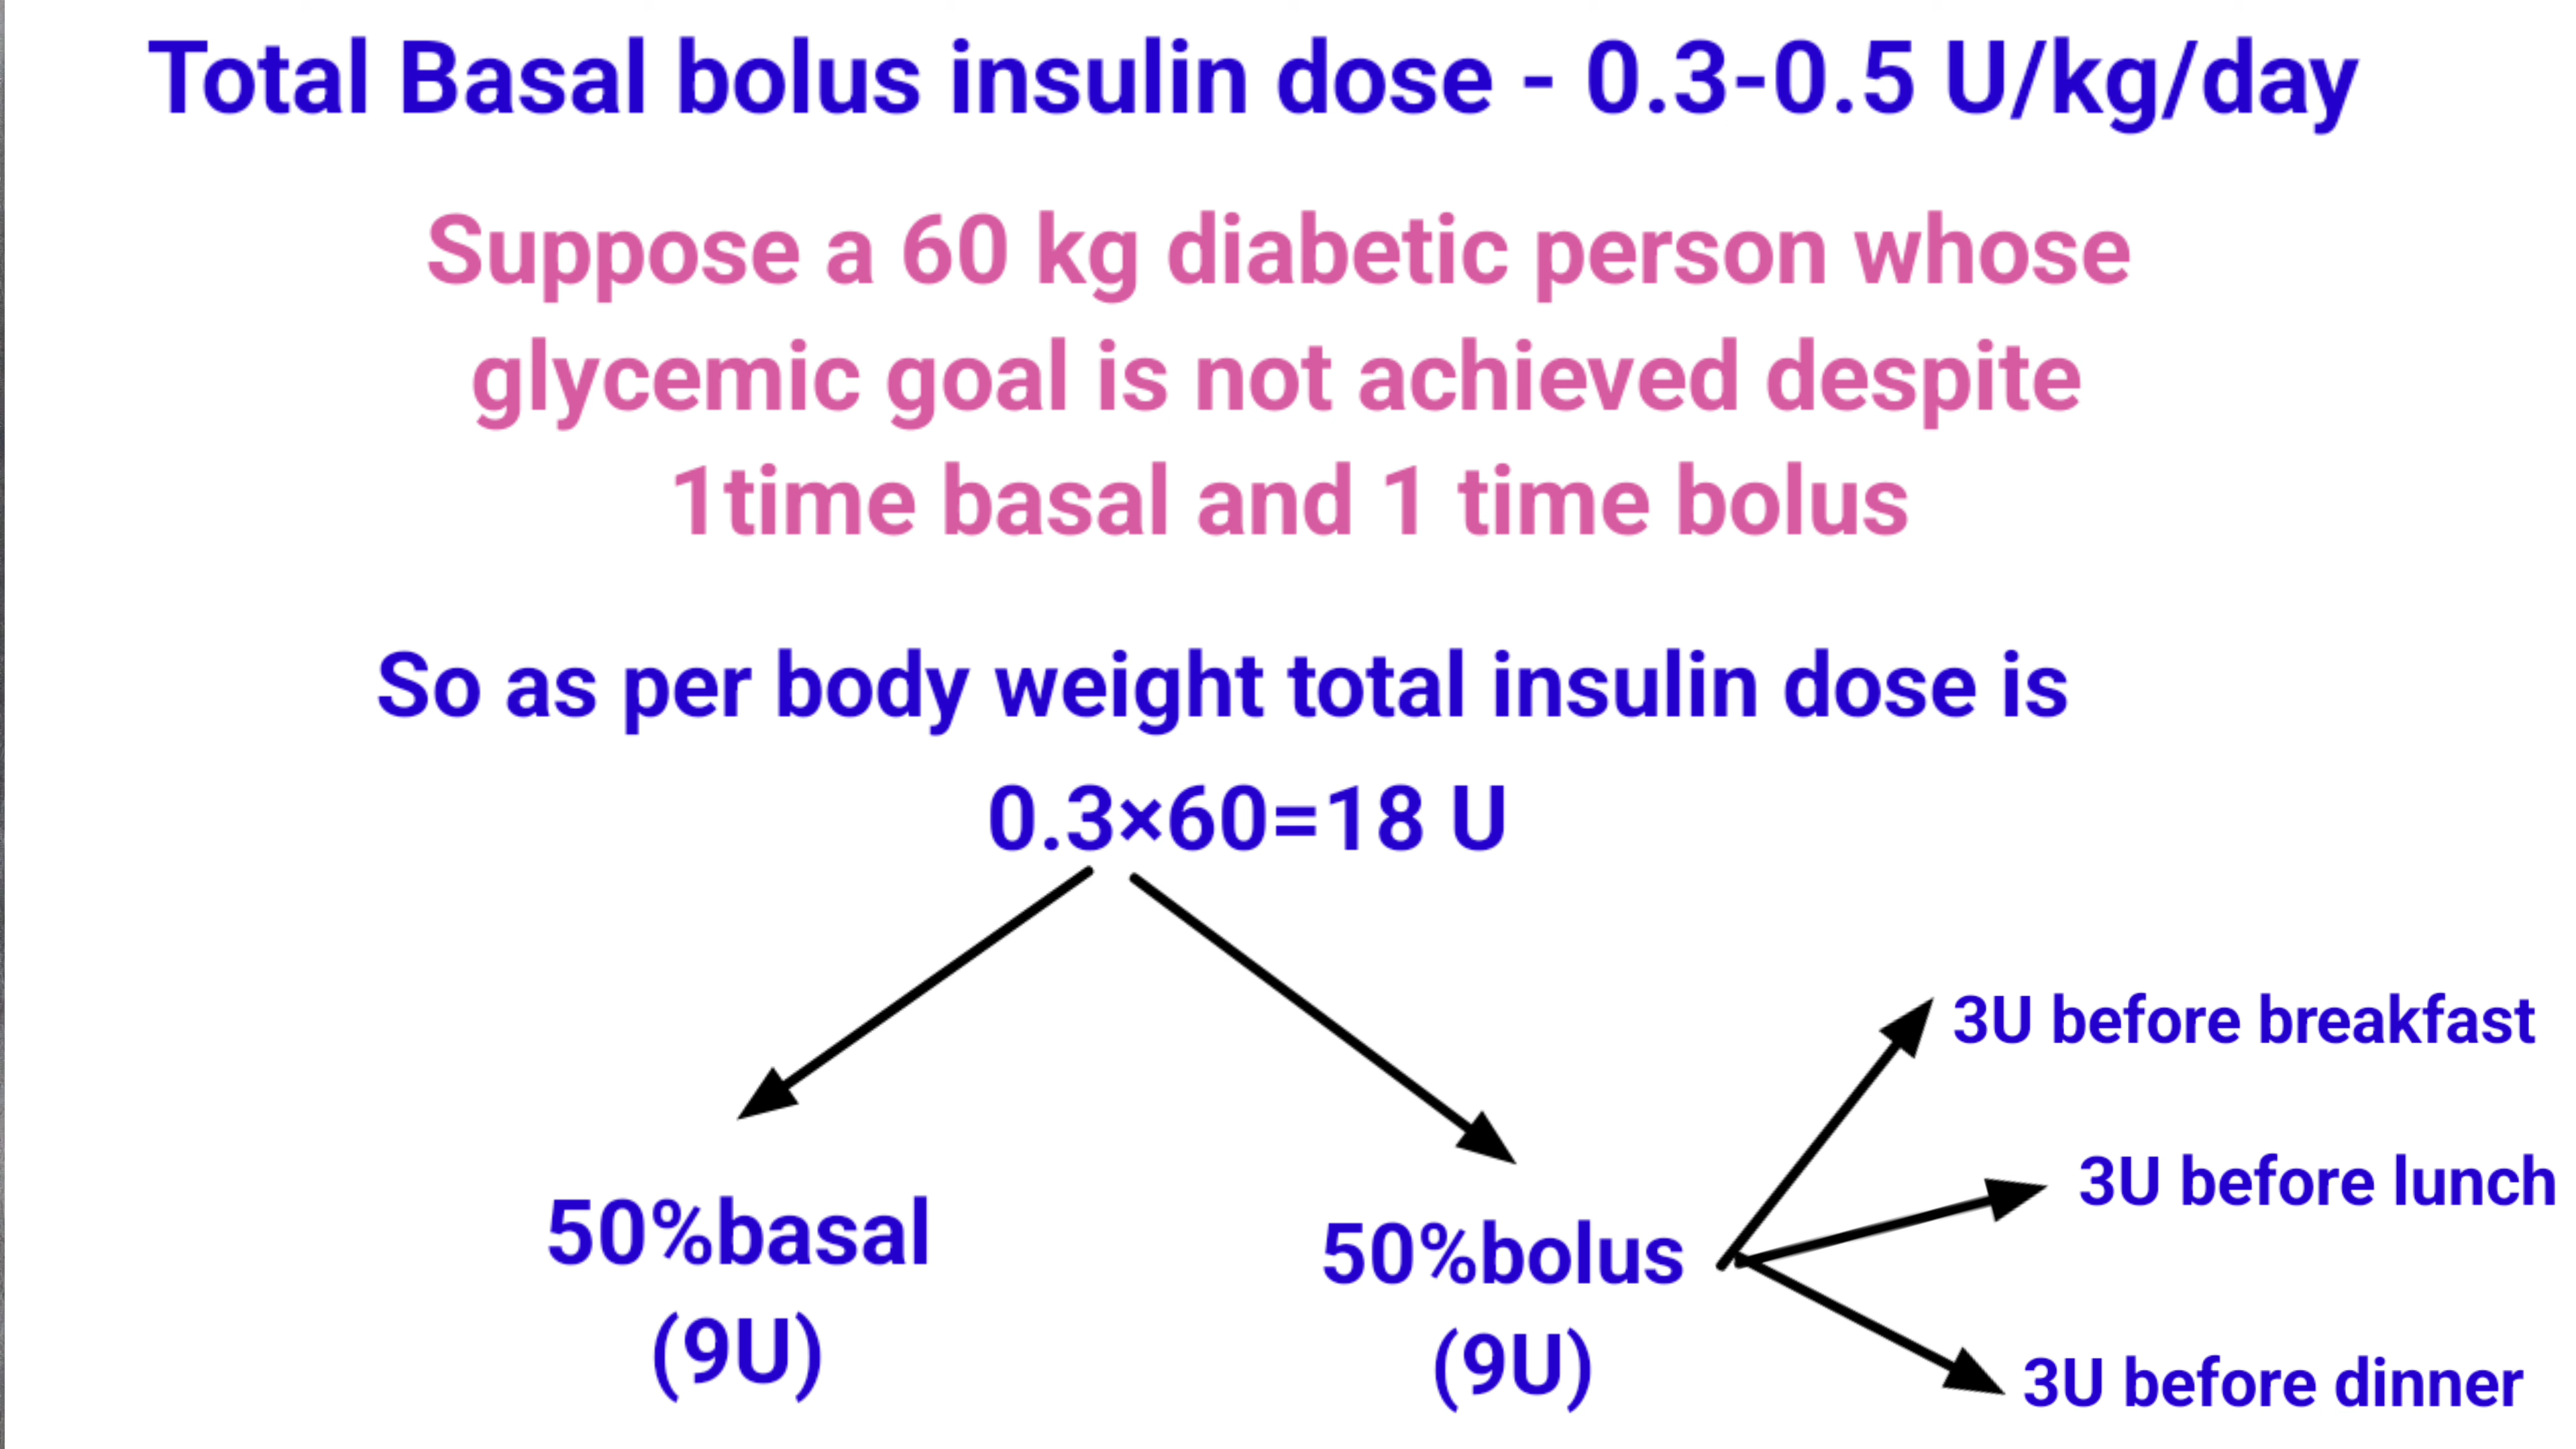 Total Basal bolus insulin dose - 0.3-0.5 U/kg/day
Suppose a 60 kg diabetic person whose
glycemic goal is not achieved despite
1time basal and 1 time bolus
So as per body weight total insulin dose is
0.3×60=18 U
50%basal
(9U)
50%bolus
(9U)
3U before breakfast
3U before lunch
3U before dinner